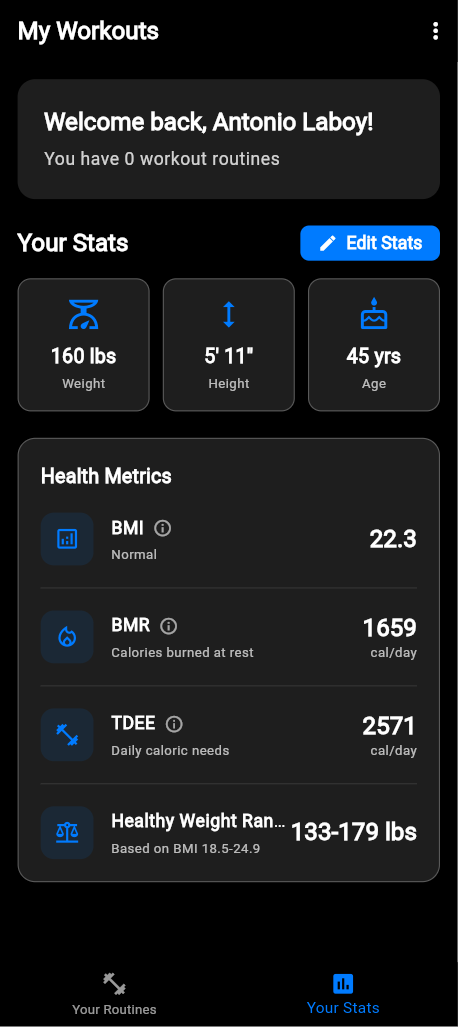 My Workouts
Welcome back, Antonio Laboy!
You have 0 workout routines
Your Stats
Edit Stats
160 lbs
Weight
5' 11"
Height
45 yrs
Age
Health Metrics
BMI
Normal
22.3
BMR
Calories burned at rest
1659
cal/day
TDEE
Daily caloric needs
2571
cal/day
Healthy Weight Ran...
Based on BMI 18.5-24.9
133-179 lbs
Your Routines
Your Stats